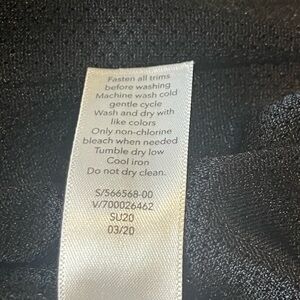 Fasten all trims
before washing
Machine wash cold
gentle cycle
Wash and dry with
like colors
Only non-chlorine
bleach when needed
Tumble dry low
Cool iron
Do not dry clean.
S/566568-00
V/700026462
SU20
03/20